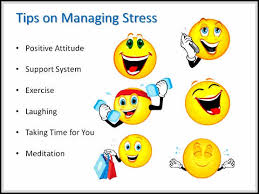 Tips on Managing Stress
• Positive Attitude
• Support System
• Exercise
• Laughing
• Taking Time for You
• Meditation